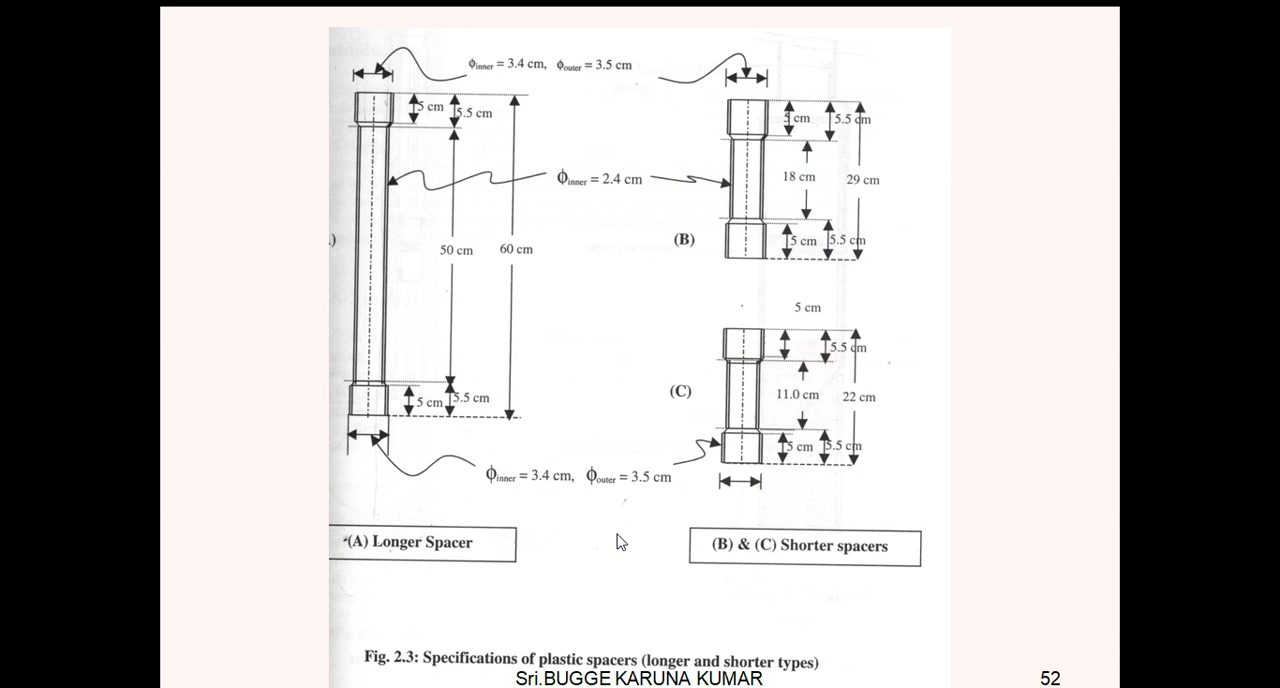 ϕinner = 3.4 cm, ϕouter = 3.5 cm
5 cm 5.5 cm
5 cm 5.5 cm
ϕinner = 2.4 cm
18 cm 29 cm
)
50 cm 60 cm
(B)
5 cm 5.5 cm
5 cm
5.5 cm
(C)
11.0 cm 22 cm
5 cm 5.5 cm
5 cm 5.5 cm
ϕinner = 3.4 cm, ϕouter = 3.5 cm
(A) Longer Spacer
(B) & (C) Shorter spacers
Fig. 2.3: Specifications of plastic spacers (longer and shorter types)
Sri.BUGGE KARUNA KUMAR
52